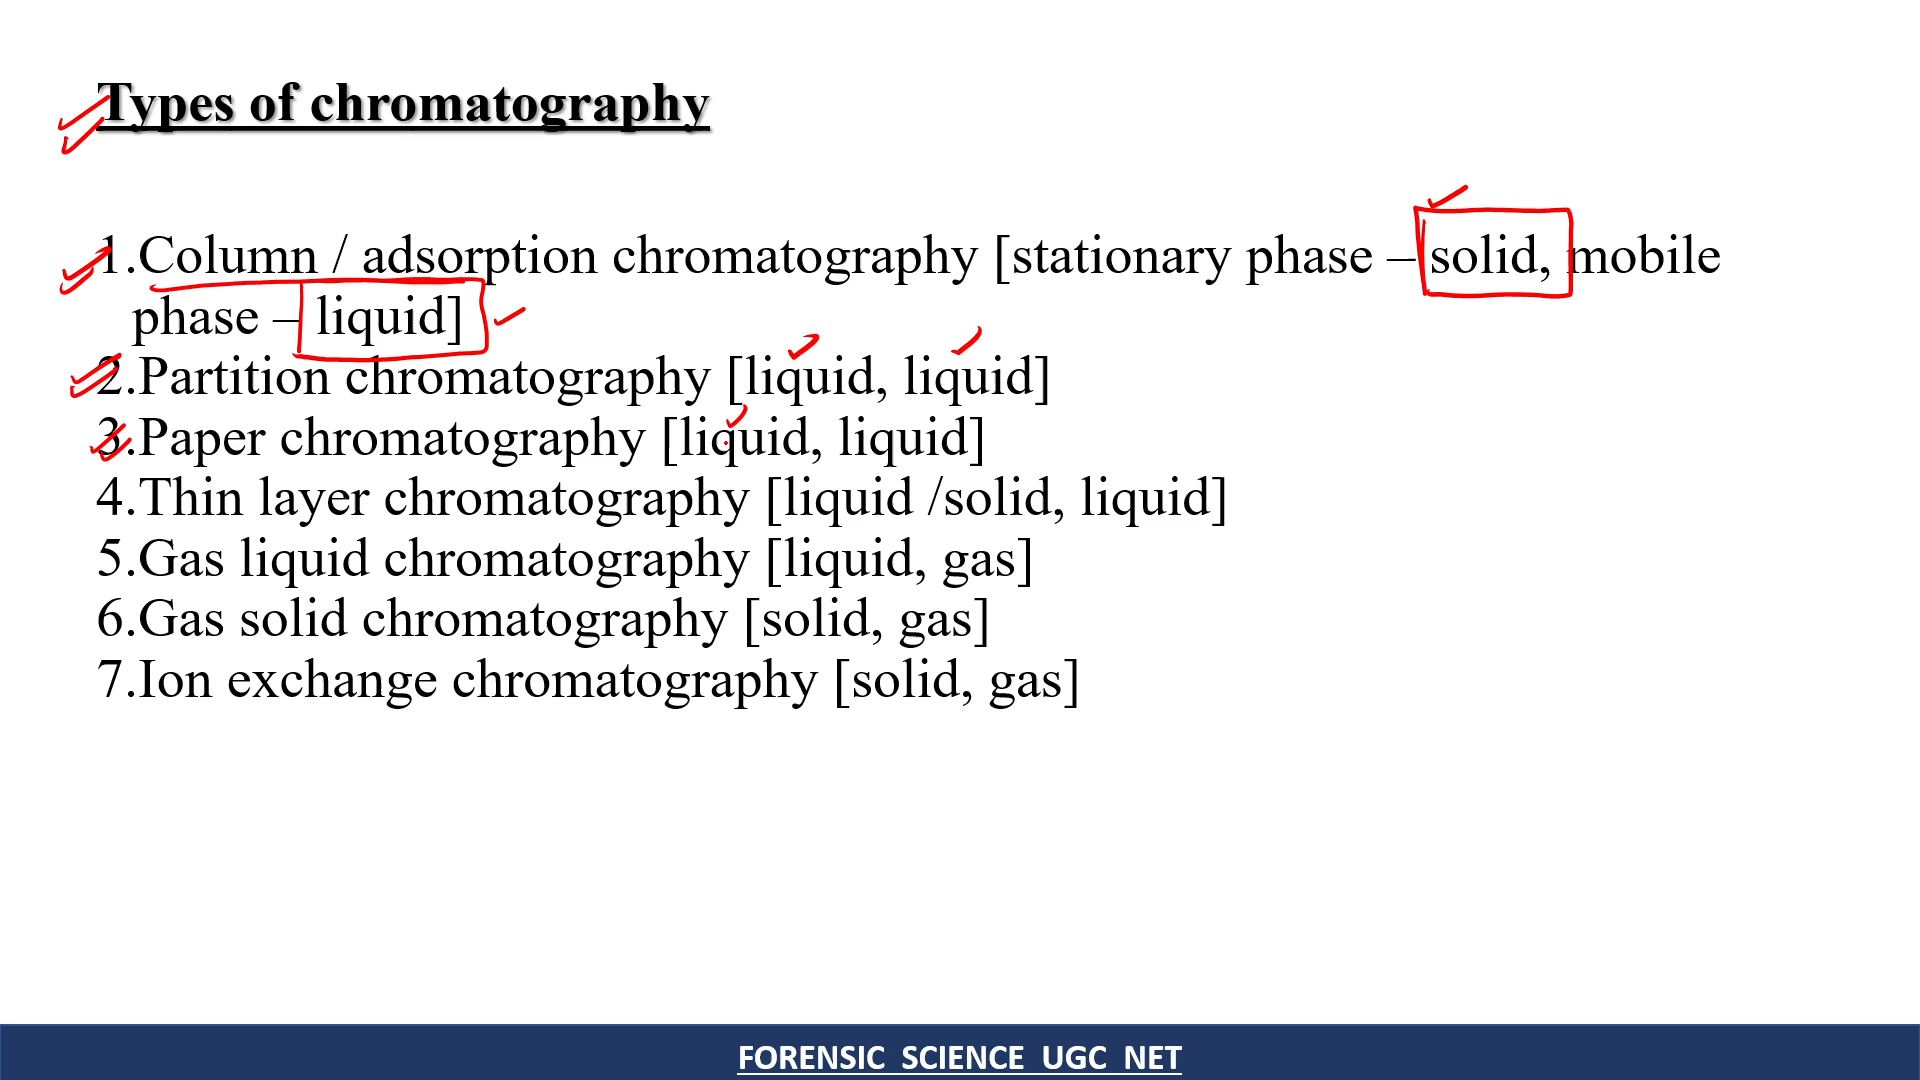 Types of chromatography
1.Column / adsorption chromatography [stationary phase – solid, mobile
phase – liquid]
2.Partition chromatography [liquid, liquid]
3.Paper chromatography [liquid, liquid]
4.Thin layer chromatography [liquid /solid, liquid]
5.Gas liquid chromatography [liquid, gas]
6.Gas solid chromatography [solid, gas]
7.Ion exchange chromatography [solid, gas]
FORENSIC SCIENCE UGC NET